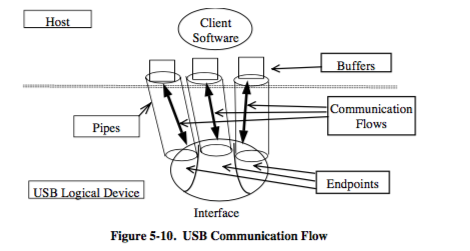 Host
Client
Software
Buffers
Communication
Flows
Pipes
Endpoints
USB Logical Device
Interface
Figure 5-10. USB Communication Flow